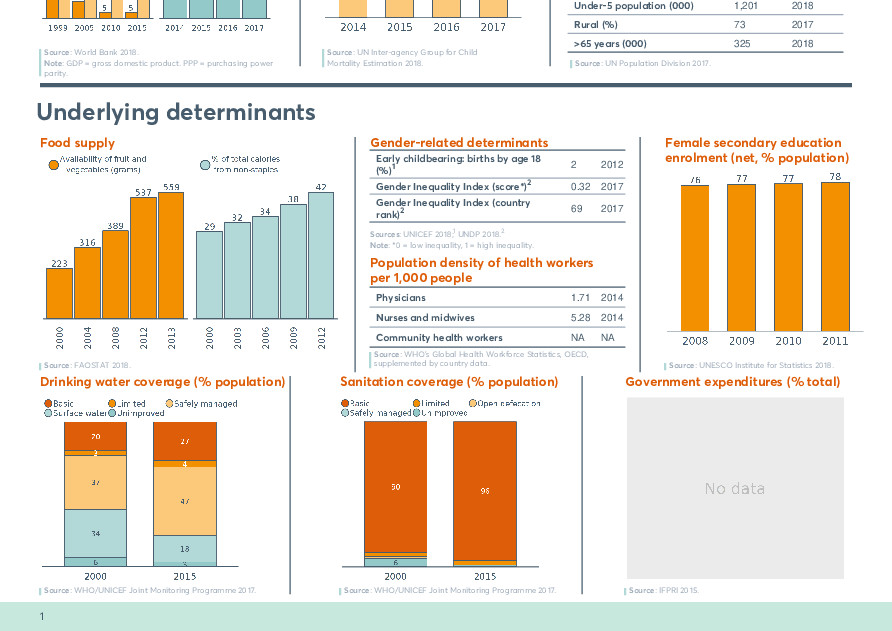 5
5
1999
2005
2010
2015
2014
2015
2016
2017
Source: World Bank 2018.
Note: GDP = gross domestic product. PPP = purchasing power
parity.
2014
2015
2016
2017
Source: UN Inter-agency Group for Child
Mortality Estimation 2018.
Under-5 population (000) 1,201 2018
Rural (%) 73 2017
>65 years (000) 325 2018
Source: UN Population Division 2017.
Underlying determinants
Food supply
Availability of fruit and
vegetables (grams)
% of total calories
from non-staples
223
316
389
537
559
2000
2004
2008
2012
2013
29
32
34
38
42
2000
2003
2006
2009
2012
Source: FAOSTAT 2018.
Gender-related determinants
Early childbearing: births by age 18
(%)¹ 2 2012
Gender Inequality Index (score*)² 0.32 2017
Gender Inequality Index (country
rank)² 69 2017
Sources: UNICEF 2018,¹ UNDP 2018.²
Note: *0 = low inequality, 1 = high inequality.
Population density of health workers
per 1,000 people
Physicians 1.71 2014
Nurses and midwives 5.28 2014
Community health workers NA NA
Source: WHO's Global Health Workforce Statistics, OECD,
supplemented by country data.
Female secondary education
enrolment (net, % population)
76
77
77
78
2008
2009
2010
2011
Source: UNESCO Institute for Statistics 2018.
Drinking water coverage (% population)
Basic Limited Safely managed
Surface water Unimproved
20
37
34
6
27
4
47
18
2000
2015
Source: WHO/UNICEF Joint Monitoring Programme 2017.
Sanitation coverage (% population)
Basic Limited Open defecation
Safely managed Unimproved
90
6
96
2000
2015
Source: WHO/UNICEF Joint Monitoring Programme 2017.
Government expenditures (% total)
No data
Source: IFPRI 2015.
1